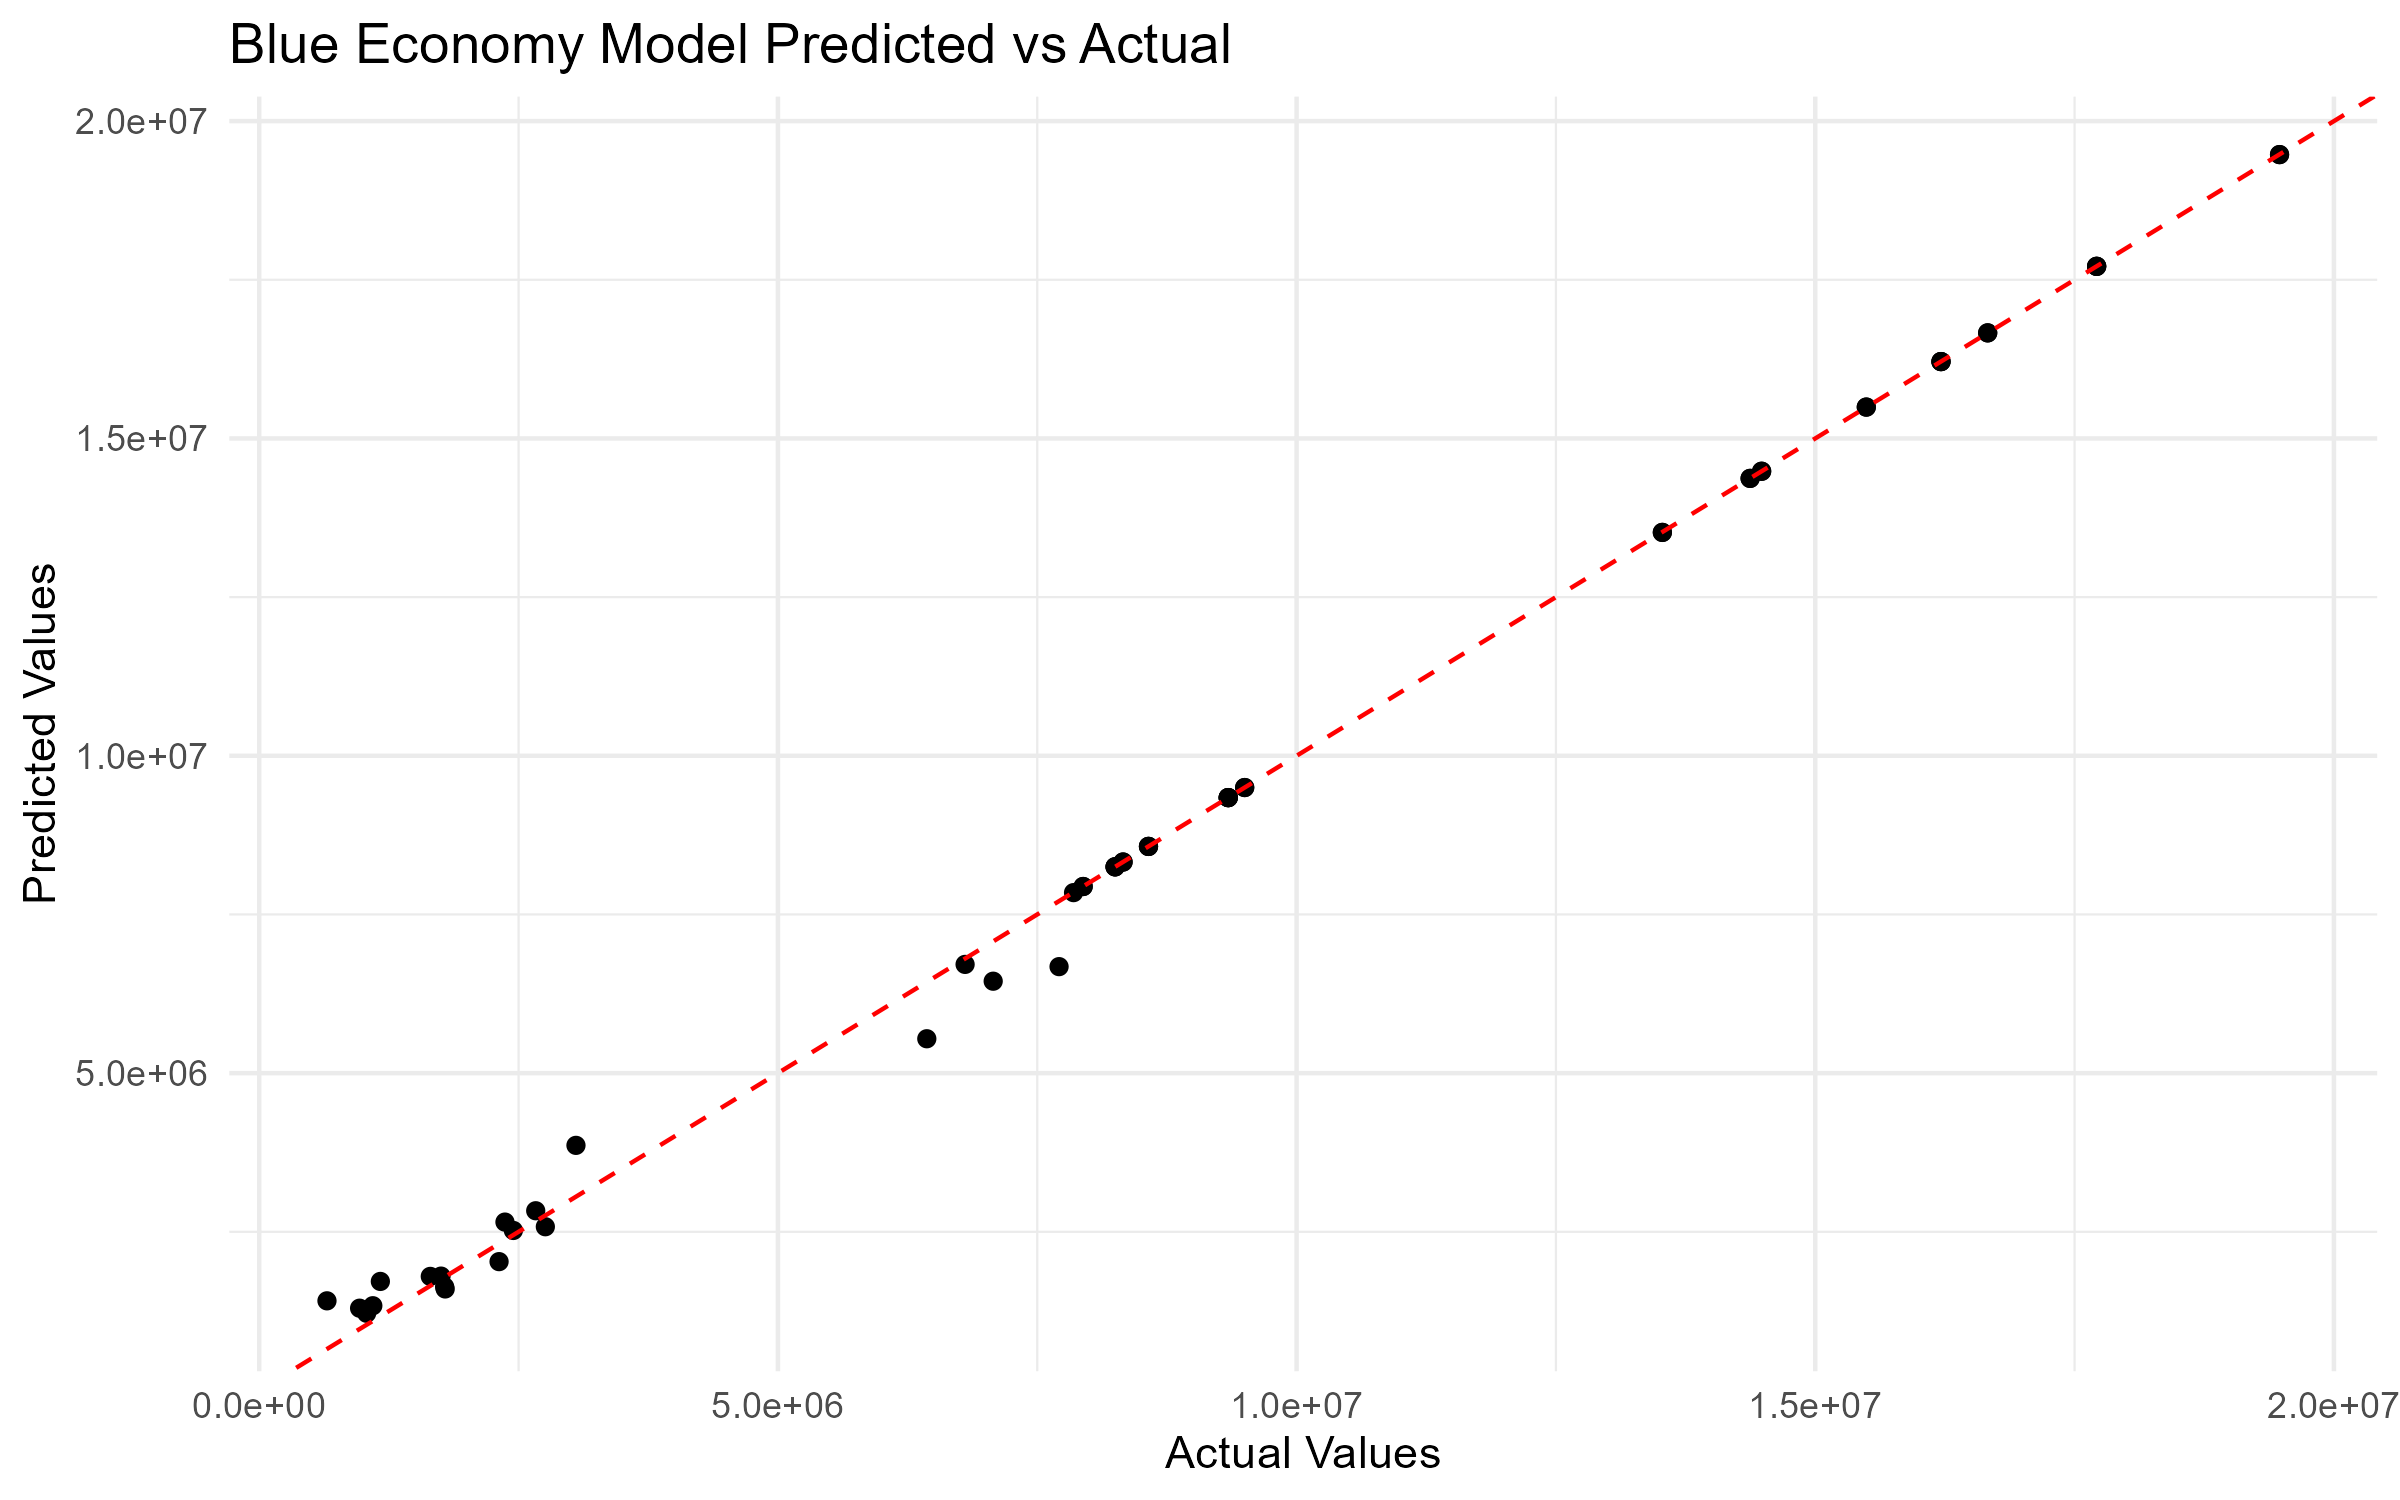 Blue Economy Model Predicted vs Actual
2.0e+07
1.5e+07
1.0e+07
5.0e+06
Predicted Values
0.0e+00 5.0e+06 1.0e+07 1.5e+07 2.0e+07
Actual Values